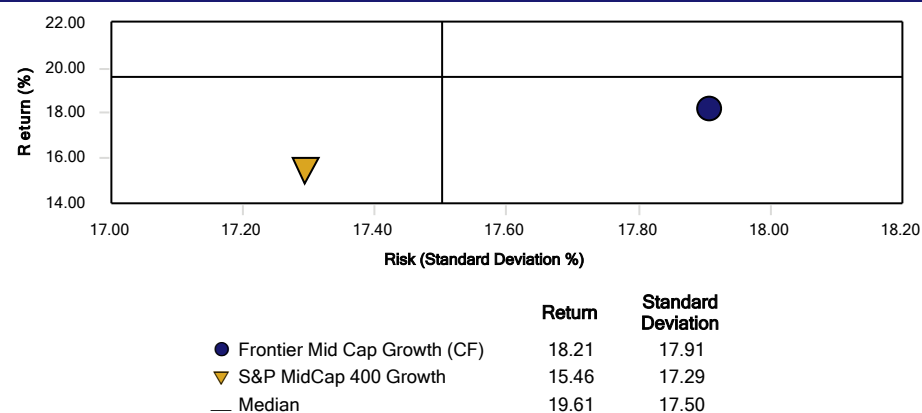 22.00
20.00
18.00
16.00
14.00
Return (%)
17.00 17.20 17.40 17.60 17.80 18.00 18.20
Risk (Standard Deviation %)
Return Standard Deviation
Frontier Mid Cap Growth (CF) 18.21 17.91
S&P MidCap 400 Growth 15.46 17.29
Median 19.61 17.50